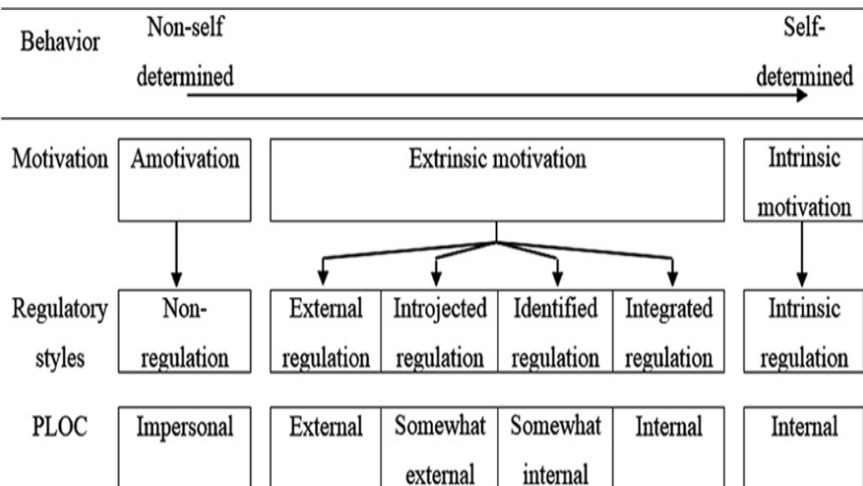 Behavior
Non-self
determined
Self-
determined
Motivation
Amotivation
Extrinsic motivation
Intrinsic
motivation
Regulatory
styles
Non-
regulation
External
regulation
Introjected
regulation
Identified
regulation
Integrated
regulation
Intrinsic
regulation
PLOC
Impersonal
External
Somewhat
external
Somewhat
internal
Internal
Internal